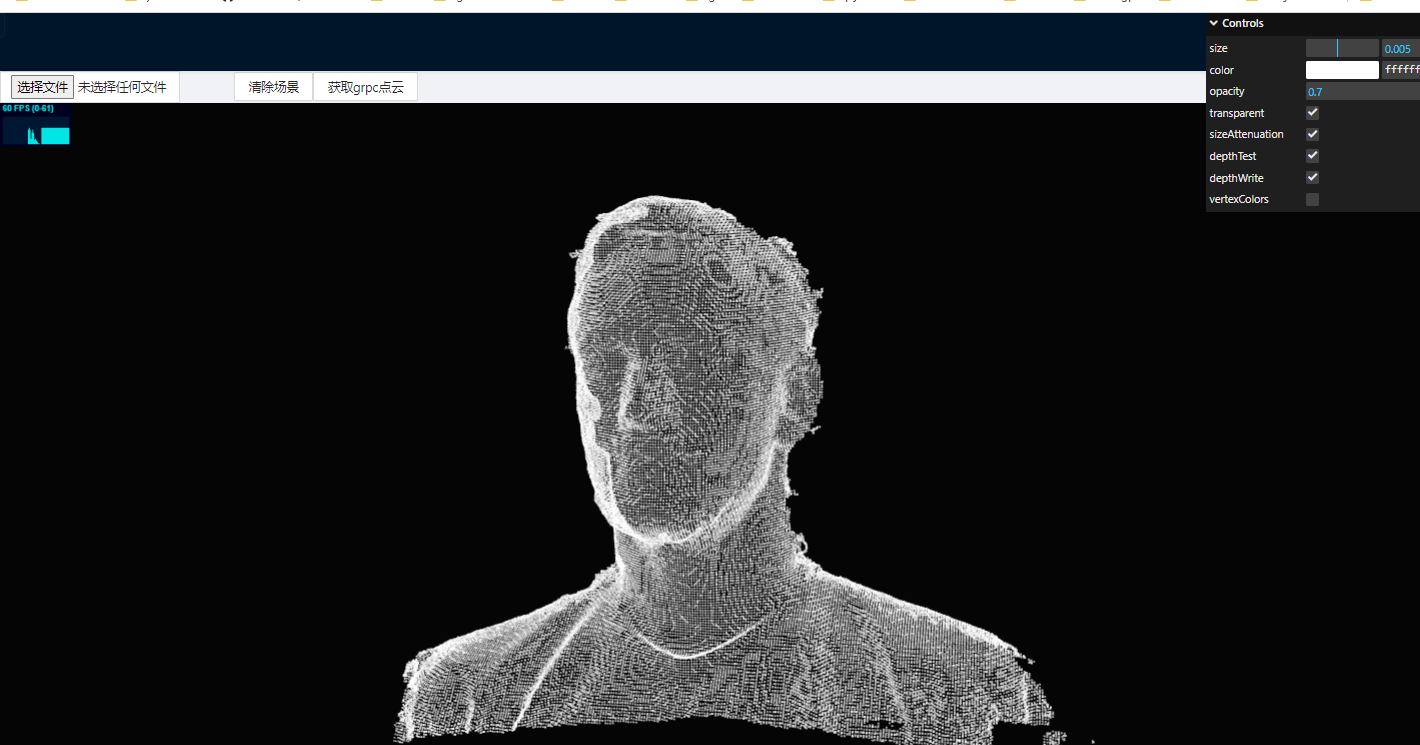 Controls
size 0.005
color ffffff
选择文件 未选择任何文件 清除场景 获取grpc点云
opacity 0.7
60 FPS (0-61)
transparent
sizeAttenuation
depthTest
depthWrite
vertexColors